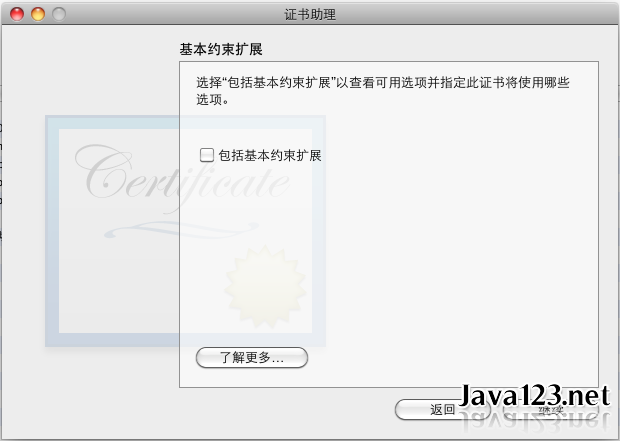 证书助理
基本约束扩展
选择“包括基本约束扩展”以查看可用选项并指定此证书将使用哪些
选项。
包括基本约束扩展
Certificate
了解更多...
返回
Java123.net